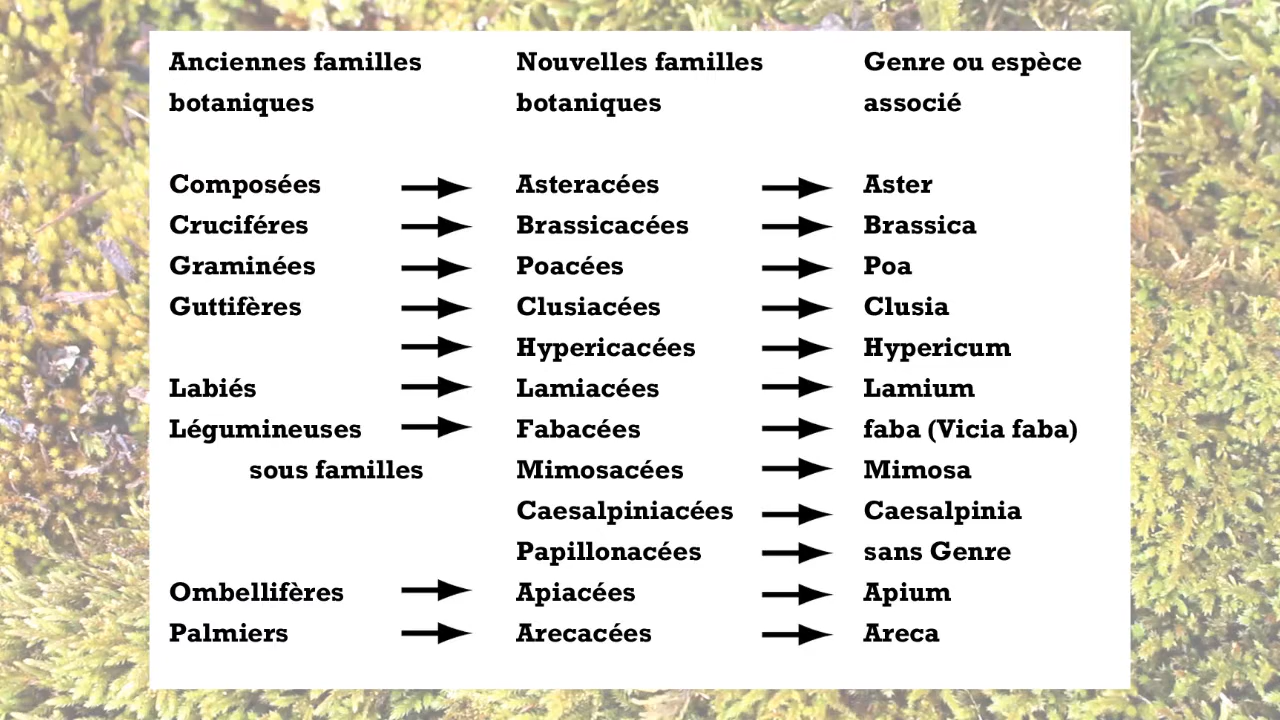 Anciennes familles Nouvelles familles Genre ou espèce
botaniques botaniques associé
Composées Asteracées Aster
Cruciféres Brassicacées Brassica
Graminées Poacées Poa
Guttifères Clusiacées Clusia
Hypericacées Hypericum
Labiés Lamiacées Lamium
Légumineuses Fabacées faba (Vicia faba)
sous familles Mimosacées Mimosa
Caesalpiniacées Caesalpinia
Papillonacées sans Genre
Ombellifères Apiacées Apium
Palmiers Arecacées Areca